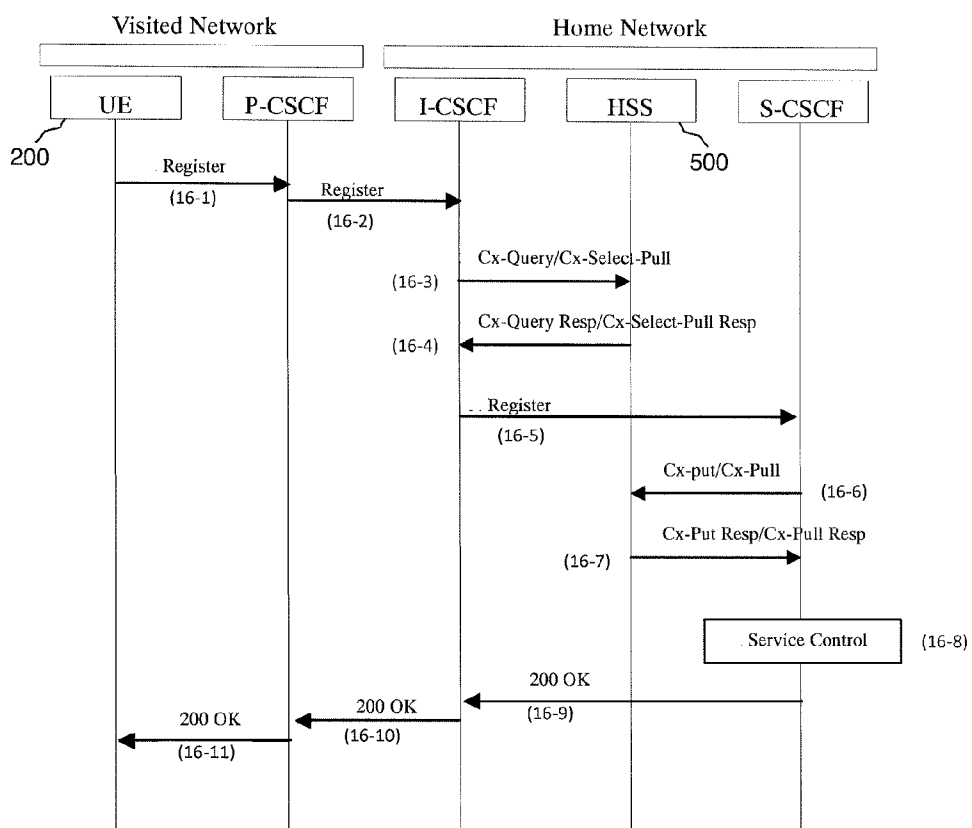 Visited Network
Home Network
UE
P-CSCF
I-CSCF
HSS
S-CSCF
200
500
Register
(16-1)
Register
(16-2)
Cx-Query/Cx-Select-Pull
(16-3)
Cx-Query Resp/Cx-Select-Pull Resp
(16-4)
Register
(16-5)
Cx-put/Cx-Pull
(16-6)
Cx-Put Resp/Cx-Pull Resp
(16-7)
Service Control
(16-8)
200 OK
(16-9)
200 OK
(16-10)
200 OK
(16-11)